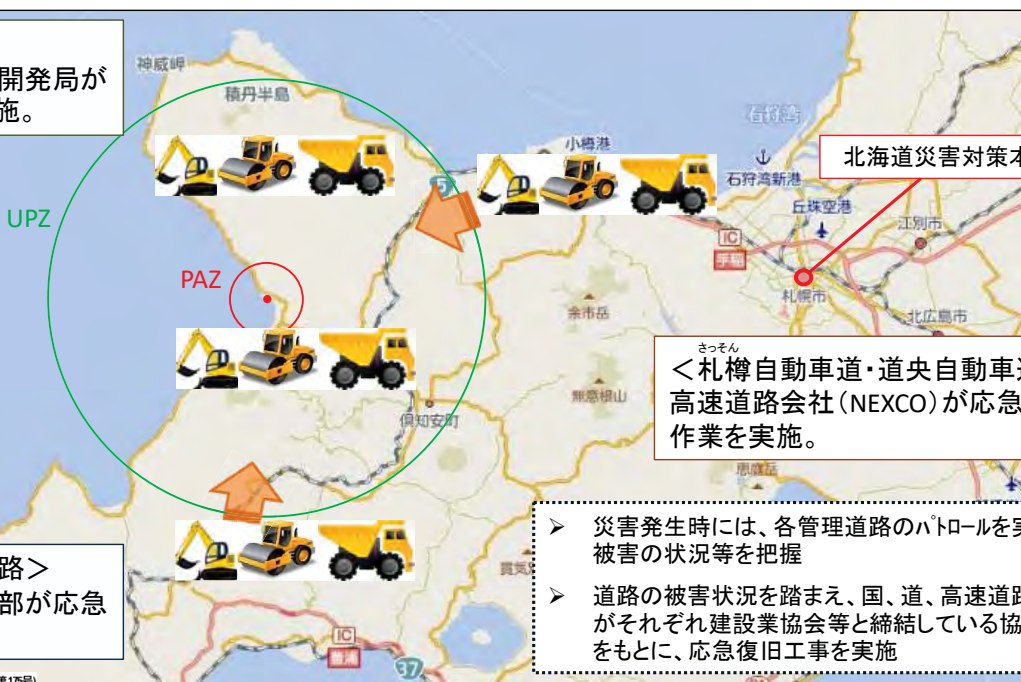 開発局が
施。
神威岬
積丹半島
石狩湾
小樽港
石狩湾新港
北海道災害対策本
丘珠空港
江別市
5
UPZ
IC
手稲
PAZ
札幌市
北広島市
余市岳
さっそん
＜札樽自動車道・道央自動車道
高速道路会社（NEXCO）が応急
作業を実施。
無意根山
倶知安町
恵庭岳
➢ 災害発生時には、各管理道路のパトロールを実
被害の状況等を把握
➢ 道路の被害状況を踏まえ、国、道、高速道路
がそれぞれ建設業協会等と締結している協
をもとに、応急復旧工事を実施
路＞
部が応急
貫気別
IC
豊浦
37